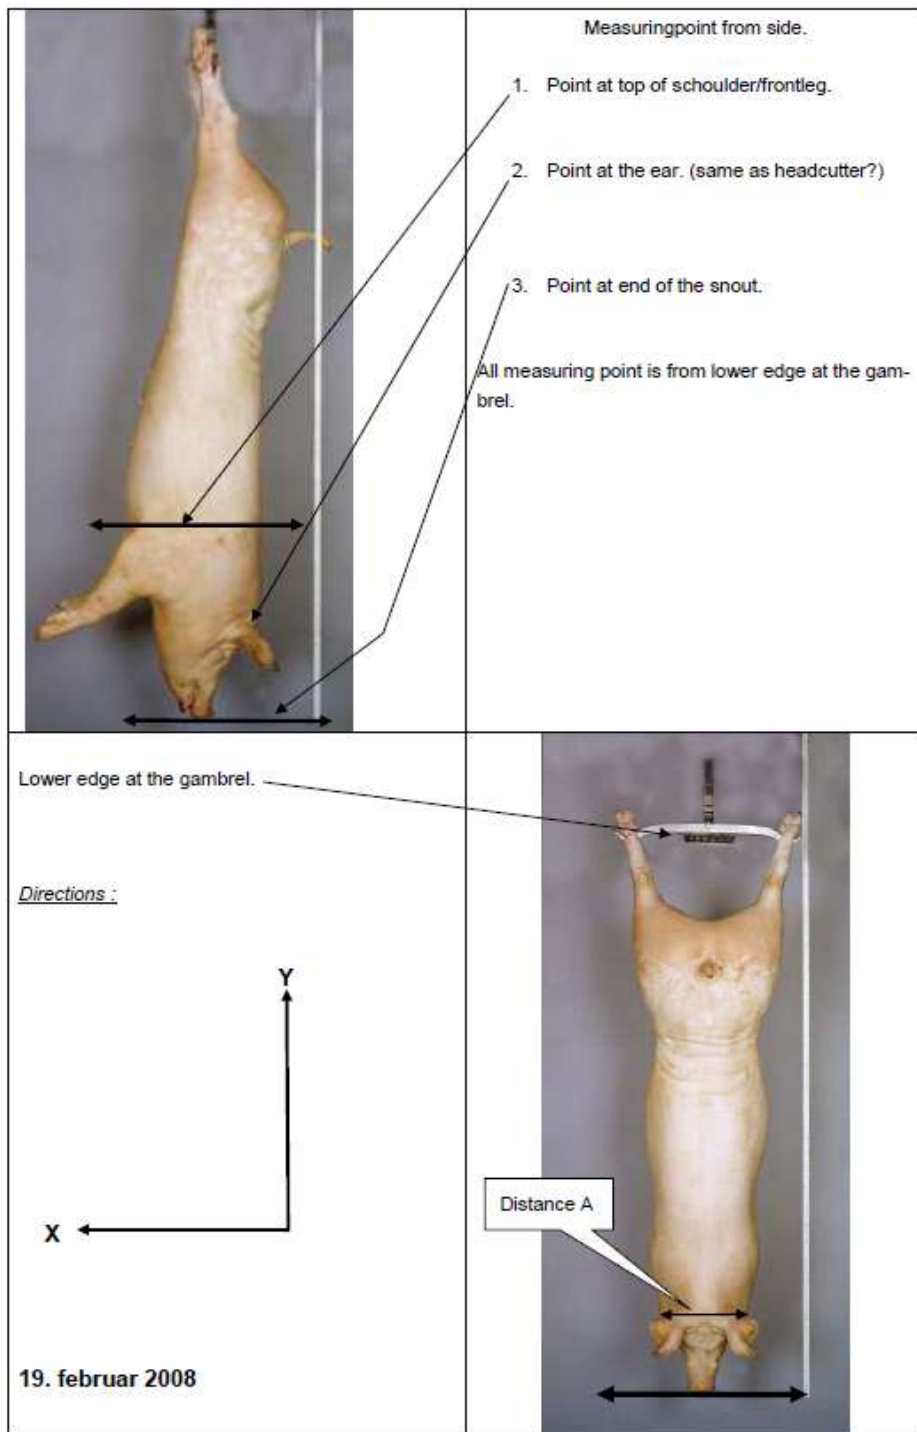 Measuringpoint from side.
1. Point at top of schoulder/frontleg.
2. Point at the ear. (same as headcutter?)
3. Point at end of the snout.
All measuring point is from lower edge at the gam-
brel.
Lower edge at the gambrel.
Directions :
Y
X
Distance A
19. februar 2008